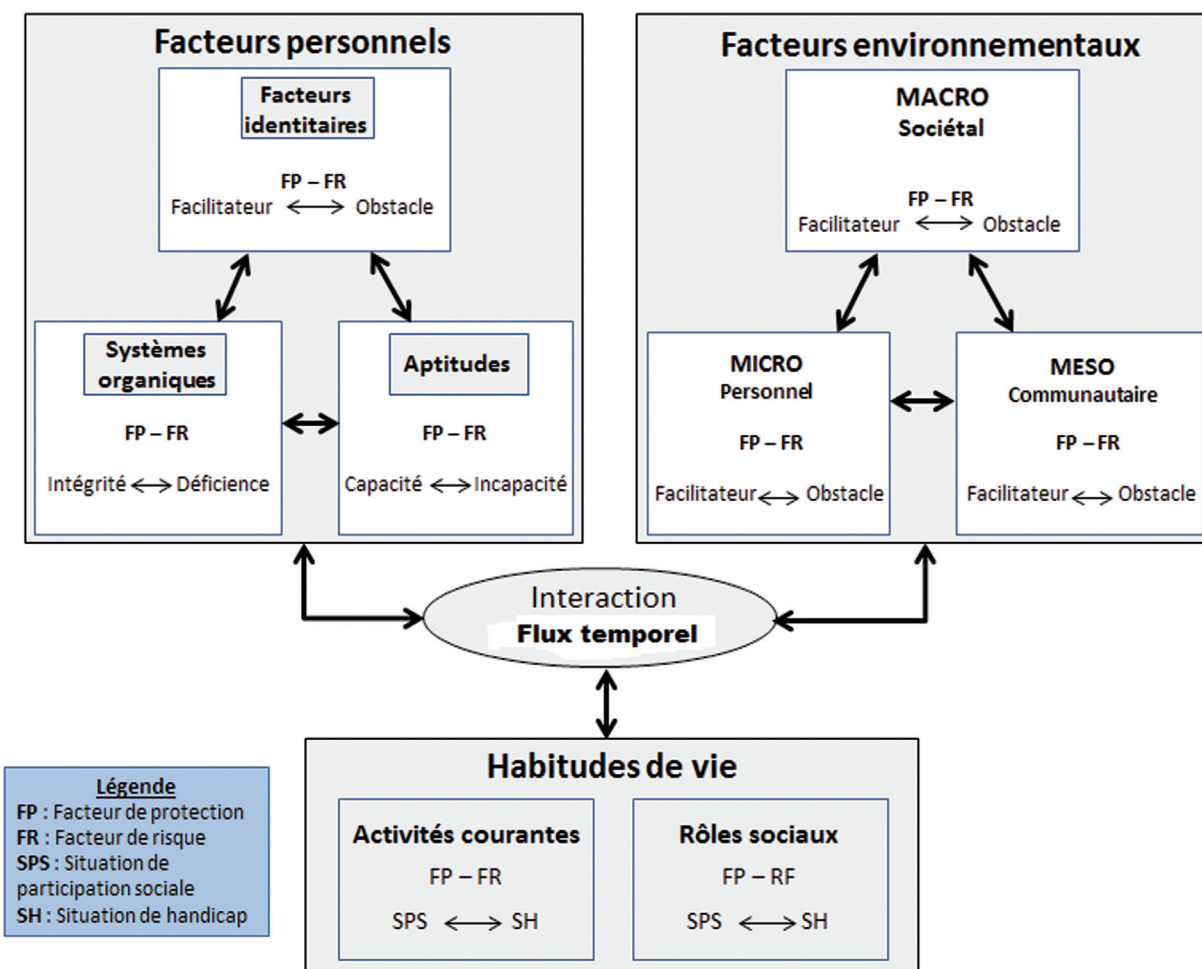 Facteurs personnels
Facteurs
identitaires
FP – FR
Facilitateur ⟷ Obstacle
Systèmes
organiques
FP – FR
Intégrité ⟷ Déficience
Aptitudes
FP – FR
Capacité ⟷ Incapacité
Facteurs environnementaux
MACRO
Sociétal
FP – FR
Facilitateur ⟷ Obstacle
MICRO
Personnel
FP – FR
Facilitateur ⟷ Obstacle
MESO
Communautaire
FP – FR
Facilitateur ⟷ Obstacle
Interaction
Flux temporel
Habitudes de vie
Activités courantes
FP – FR
SPS ⟷ SH
Rôles sociaux
FP – RF
SPS ⟷ SH
Légende
FP : Facteur de protection
FR : Facteur de risque
SPS : Situation de
participation sociale
SH : Situation de handicap